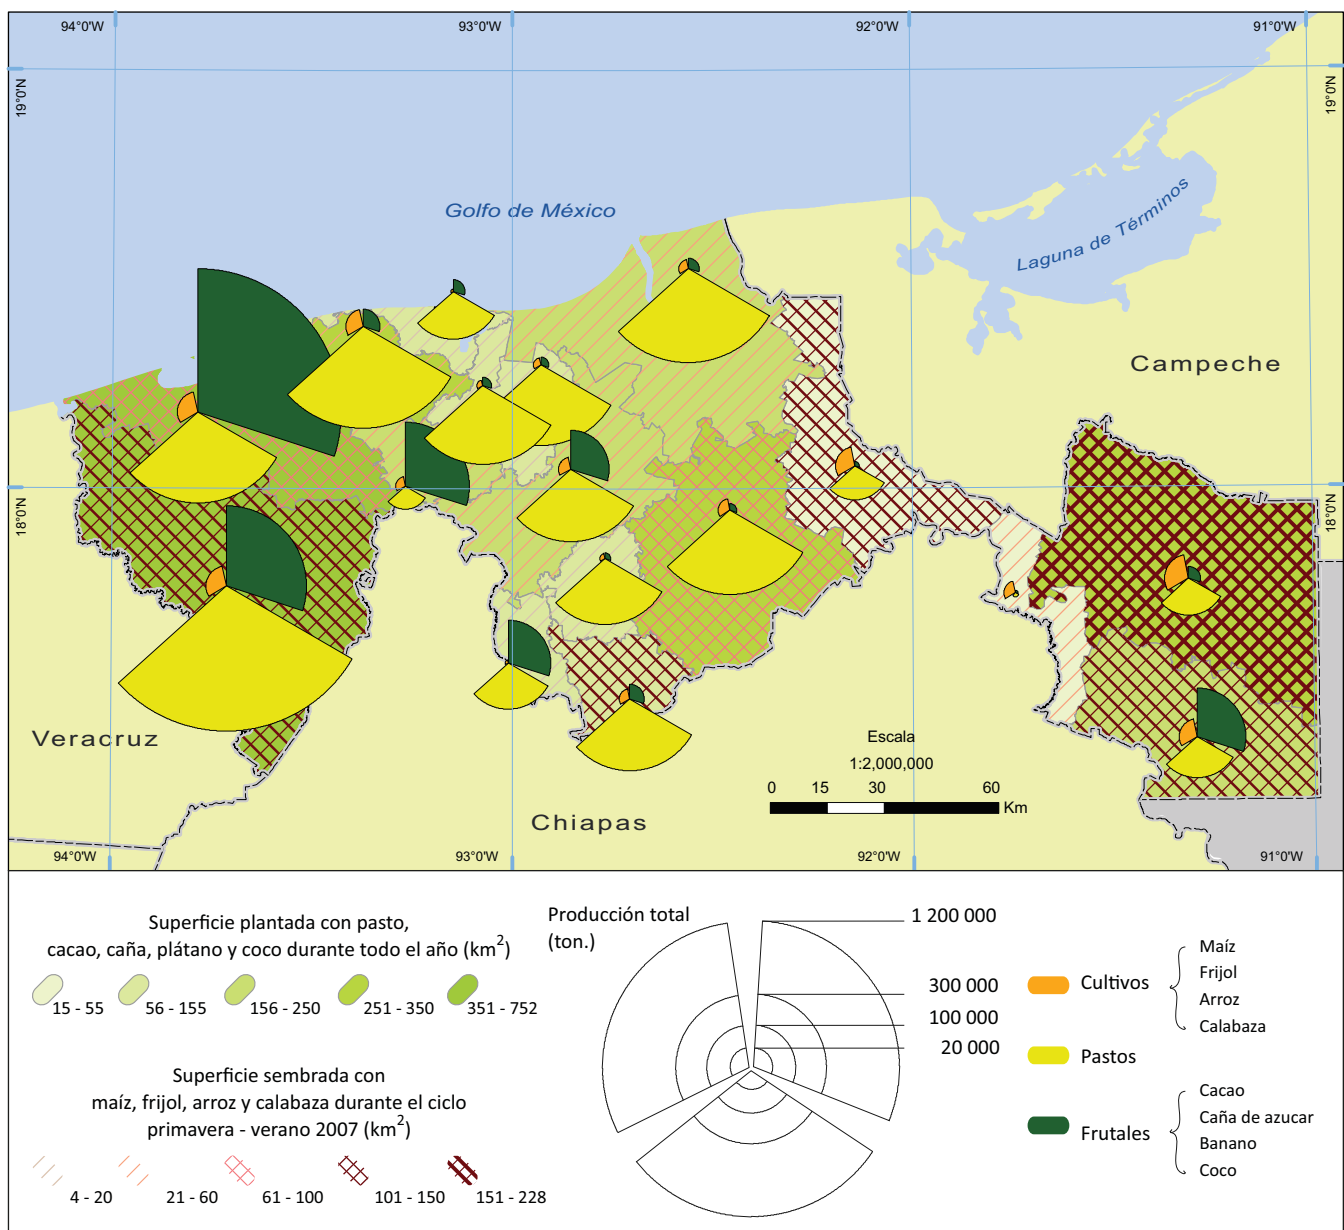 94°0'W
93°0'W
92°0'W
91°0'W
19°0'N
19°0'N
Golfo de México
Laguna de Términos
Campeche
18°0'N
18°0'N
Veracruz
Chiapas
Escala
1:2,000,000
0 15 30 60
Km
94°0'W
93°0'W
92°0'W
91°0'W
Superficie plantada con pasto,
cacao, caña, plátano y coco durante todo el año (km²)
15 - 55
56 - 155
156 - 250
251 - 350
351 - 752
Superficie sembrada con
maíz, frijol, arroz y calabaza durante el ciclo
primavera - verano 2007 (km²)
4 - 20
21 - 60
61 - 100
101 - 150
151 - 228
Producción total
(ton.)
1 200 000
300 000
100 000
20 000
Cultivos
Maíz
Frijol
Arroz
Calabaza
Pastos
Frutales
Cacao
Caña de azucar
Banano
Coco